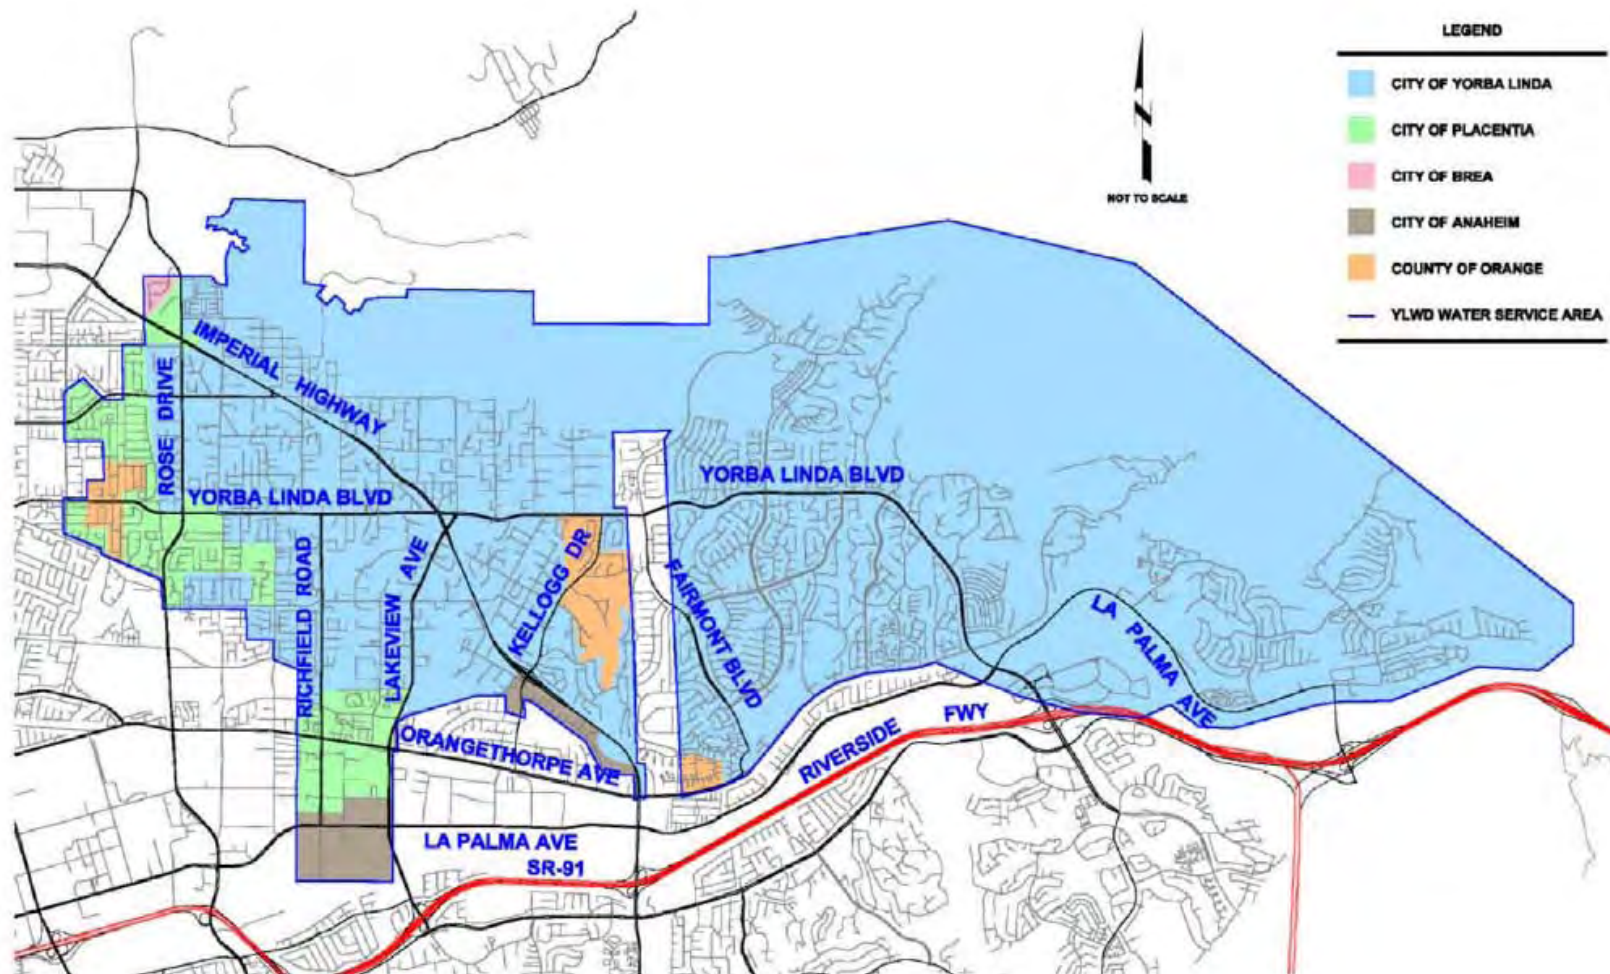 LEGEND
CITY OF YORBA LINDA
CITY OF PLACENTIA
CITY OF BREA
CITY OF ANAHEIM
COUNTY OF ORANGE
YLWD WATER SERVICE AREA
N
NOT TO SCALE
IMPERIAL HIGHWAY
ROSE DRIVE
YORBA LINDA BLVD
YORBA LINDA BLVD
RICHFIELD ROAD
LAKEVIEW AVE
KELLOGG DR
FAIRMONT BLVD
LA PALMA AVE
ORANGETHORPE AVE
RIVERSIDE FWY
LA PALMA AVE
SR-91